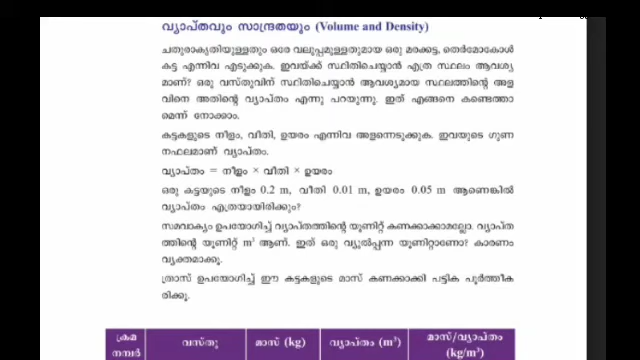 വ്യാപ്തവും സാന്ദ്രതയും (Volume and Density)
ചതുരാകൃതിയുള്ളതും ഒരേ വലുപ്പമുള്ളതുമായ ഒരു മരക്കട്ട, തെർമോകോൾ
കട്ട എന്നിവ എടുക്കുക. ഇവയ്ക്ക് സ്ഥിതിചെയ്യാൻ എത്ര സ്ഥലം ആവശ്യ
മാണ്? ഒരു വസ്തുവിന് സ്ഥിതിചെയ്യാൻ ആവശ്യമായ സ്ഥലത്തിന്റെ അള
വിനെ അതിന്റെ വ്യാപ്തം എന്നു പറയുന്നു. ഇത് എങ്ങനെ കണ്ടെത്താ
മെന്ന് നോക്കാം.
കട്ടകളുടെ നീളം, വീതി, ഉയരം എന്നിവ അളന്നെടുക്കുക. ഇവയുടെ ഗുണ
നഫലമാണ് വ്യാപ്തം.
വ്യാപ്തം = നീളം × വീതി × ഉയരം
ഒരു കട്ടയുടെ നീളം 0.2 m, വീതി 0.01 m, ഉയരം 0.05 m ആണെങ്കിൽ
വ്യാപ്തം എത്രയായിരിക്കും?
സമവാക്യം ഉപയോഗിച്ച് വ്യാപ്തത്തിന്റെ യൂണിറ്റ് കണക്കാക്കാമല്ലോ. വ്യാപ്ത
ത്തിന്റെ യൂണിറ്റ് m³ ആണ്. ഇത് ഒരു വ്യുൽപ്പന്ന യൂണിറ്റാണോ? കാരണം
വ്യക്തമാക്കൂ.
ത്രാസ് ഉപയോഗിച്ച് ഈ കട്ടകളുടെ മാസ് കണക്കാക്കി പട്ടിക പൂർത്തീക
രിക്കൂ.
ക്രമ നമ്പർ വസ്തു മാസ് (kg) വ്യാപ്തം (m³) മാസ്/വ്യാപ്തം (kg/m³)